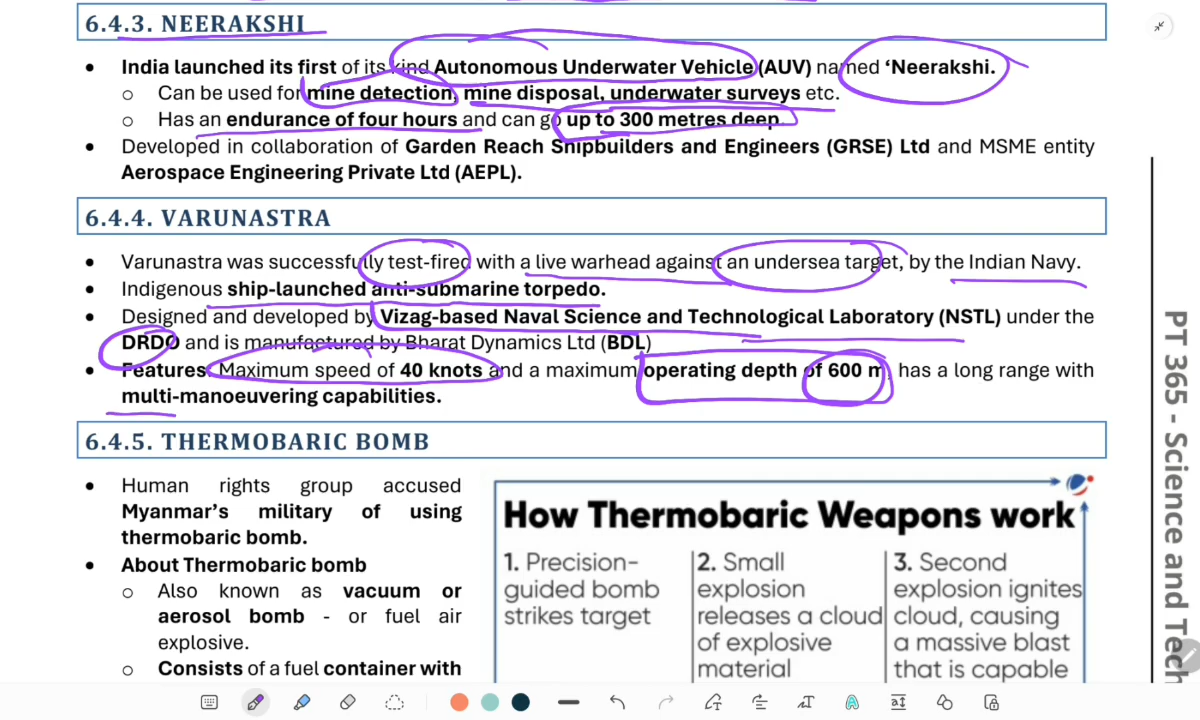 6.4.3. NEERAKSHI
• India launched its first of its kind Autonomous Underwater Vehicle (AUV) named ‘Neerakshi.
o Can be used for mine detection, mine disposal, underwater surveys etc.
o Has an endurance of four hours and can go up to 300 metres deep.
• Developed in collaboration of Garden Reach Shipbuilders and Engineers (GRSE) Ltd and MSME entity
Aerospace Engineering Private Ltd (AEPL).
6.4.4. VARUNASTRA
• Varunastra was successfully test-fired with a live warhead against an undersea target, by the Indian Navy.
• Indigenous ship-launched anti-submarine torpedo.
• Designed and developed by Vizag-based Naval Science and Technological Laboratory (NSTL) under the
DRDO and is manufactured by Bharat Dynamics Ltd (BDL)
• Features: Maximum speed of 40 knots and a maximum operating depth of 600 m, has a long range with
multi-manoeuvering capabilities.
6.4.5. THERMOBARIC BOMB
• Human rights group accused
Myanmar’s military of using
thermobaric bomb.
• About Thermobaric bomb
o Also known as vacuum or
aerosol bomb - or fuel air
explosive.
o Consists of a fuel container with
How Thermobaric Weapons work
1. Precision-
guided bomb
strikes target
2. Small
explosion
releases a cloud
of explosive
material
3. Second
explosion ignites
cloud, causing
a massive blast
that is capable
PT 365 - Science and Tech